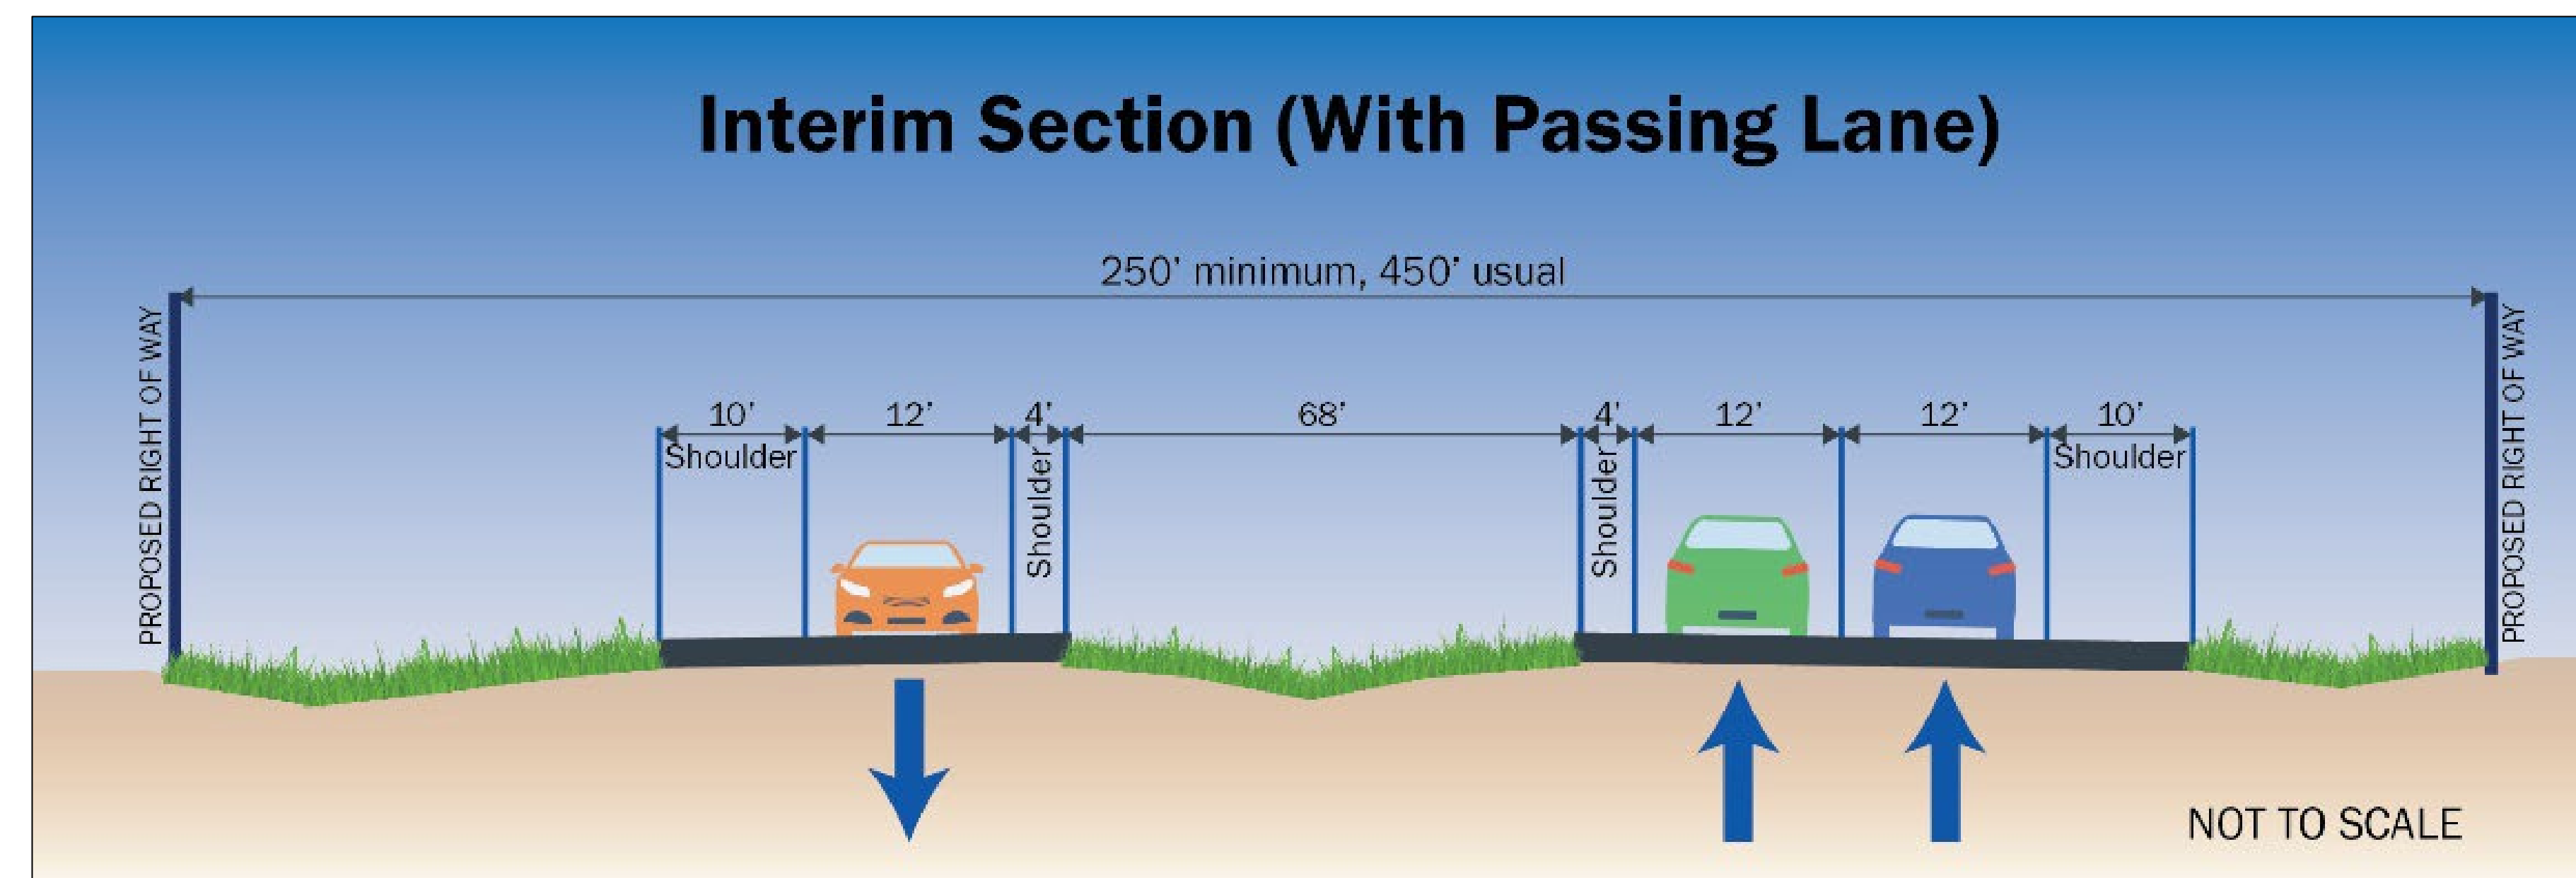 Interim Section (With Passing Lane)
250' minimum, 450' usual
PROPOSED RIGHT OF WAY
PROPOSED RIGHT OF WAY
10' 12' 4' 68' 4' 12' 12' 10'
Shoulder Shoulder Shoulder Shoulder
NOT TO SCALE